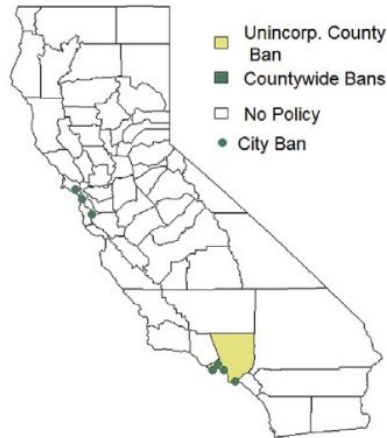 Unincorp. County
Ban
Countywide Bans
No Policy
City Ban